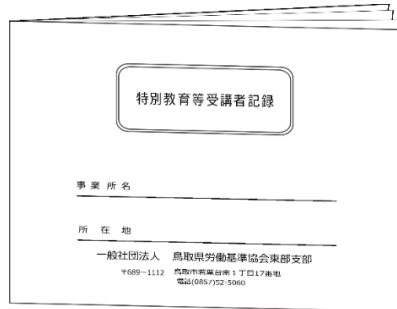 特別教育等受講者記録
事業所名
所在地
一般社団法人 鳥取県労働基準協会東部支部
〒689-1112 鳥取市若葉台南1丁目17番地
電話(0857)52-5060